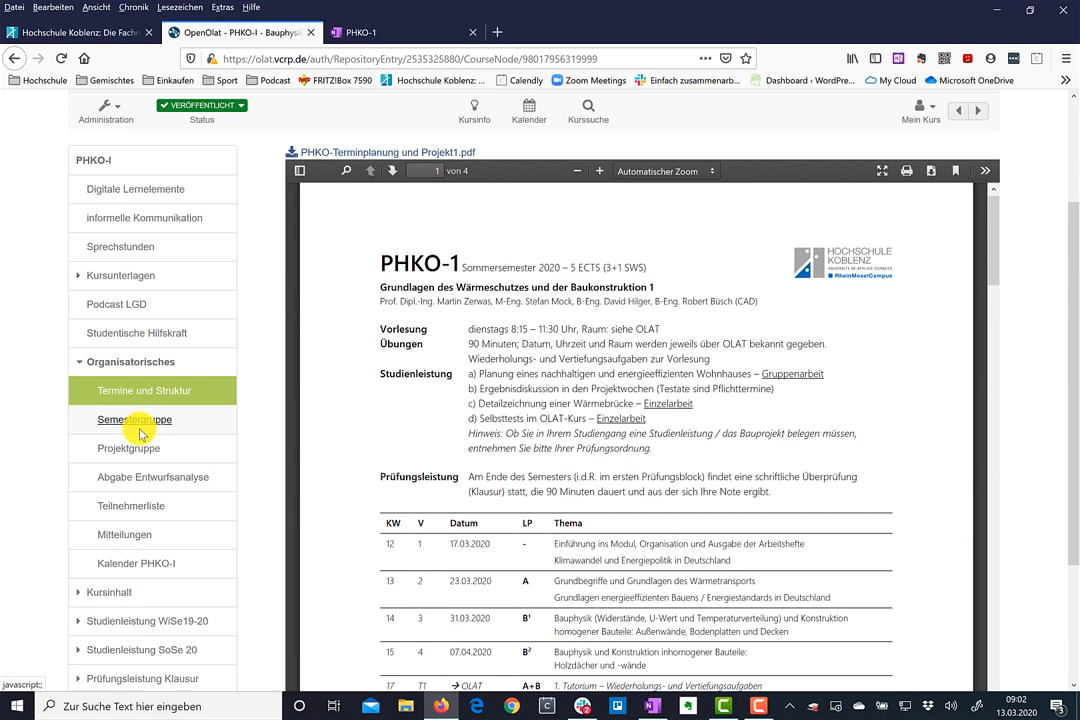 Datei Bearbeiten Ansicht Chronik Lesezeichen Extras Hilfe
Hochschule Koblenz: Die Fachr
OpenOlat - PHKO-I - Bauphysik
PHKO-1
https://olat.vcrp.de/auth/RepositoryEntry/2535325880/CourseNode/98017956319999
Hochschule Gemischtes Einkaufen Sport Podcast FRITZ!Box 7590 Hochschule Koblenz: ... Calendly Zoom Meetings Einfach zusammenarb... Dashboard ‹ WordPre... My Cloud Microsoft OneDrive
Administration
VERÖFFENTLICHT
Status
Kursinfo
Kalender
Kurssuche
Mein Kurs
PHKO-I
Digitale Lernelemente
informelle Kommunikation
Sprechstunden
Kursunterlagen
Podcast LGD
Studentische Hilfskraft
Organisatorisches
Termine und Struktur
Semestergruppe
Projektgruppe
Abgabe Entwurfsanalyse
Teilnehmerliste
Mitteilungen
Kalender PHKO-I
Kursinhalt
Studienleistung WiSe19-20
Studienleistung SoSe 20
Prüfungsleistung Klausur
PHKO-Terminplanung und Projekt1.pdf
1 von 4
Automatischer Zoom
PHKO-1 Sommersemester 2020 – 5 ECTS (3+1 SWS)
HOCHSCHULE
KOBLENZ
UNIVERSITY OF APPLIED SCIENCES
RheinMoselCampus
Grundlagen des Wärmeschutzes und der Baukonstruktion 1
Prof. Dipl.-Ing. Martin Zerwas, M-Eng. Stefan Mock, B-Eng. David Hilger, B-Eng. Robert Büsch (CAD)
Vorlesung dienstags 8:15 – 11:30 Uhr, Raum: siehe OLAT
Übungen 90 Minuten; Datum, Uhrzeit und Raum werden jeweils über OLAT bekannt gegeben.
Wiederholungs- und Vertiefungsaufgaben zur Vorlesung
Studienleistung a) Planung eines nachhaltigen und energieeffizienten Wohnhauses – Gruppenarbeit
b) Ergebnisdiskussion in den Projektwochen (Testate sind Pflichttermine)
c) Detailzeichnung einer Wärmebrücke – Einzelarbeit
d) Selbsttests im OLAT-Kurs – Einzelarbeit
Hinweis: Ob Sie in Ihrem Studiengang eine Studienleistung / das Bauprojekt belegen müssen,
entnehmen Sie bitte Ihrer Prüfungsordnung.
Prüfungsleistung Am Ende des Semesters (i.d.R. im ersten Prüfungsblock) findet eine schriftliche Überprüfung
(Klausur) statt, die 90 Minuten dauert und aus der sich Ihre Note ergibt.
KW V Datum LP Thema
12 1 17.03.2020 - Einführung ins Modul, Organisation und Ausgabe der Arbeitshefte
Klimawandel und Energiepolitik in Deutschland
13 2 23.03.2020 A Grundbegriffe und Grundlagen des Wärmetransports
Grundlagen energieeffizienten Bauens / Energiestandards in Deutschland
14 3 31.03.2020 B¹ Bauphysik (Widerstände, U-Wert und Temperaturverteilung) und Konstruktion
homogener Bauteile: Außenwände, Bodenplatten und Decken
15 4 07.04.2020 B² Bauphysik und Konstruktion inhomogener Bauteile:
Holzdächer und -wände
17 T1 → OLAT A+B 1. Tutorium – Wiederholungs- und Vertiefungsaufgaben
javascript:;
Zur Suche Text hier eingeben
09:02
13.03.2020
3